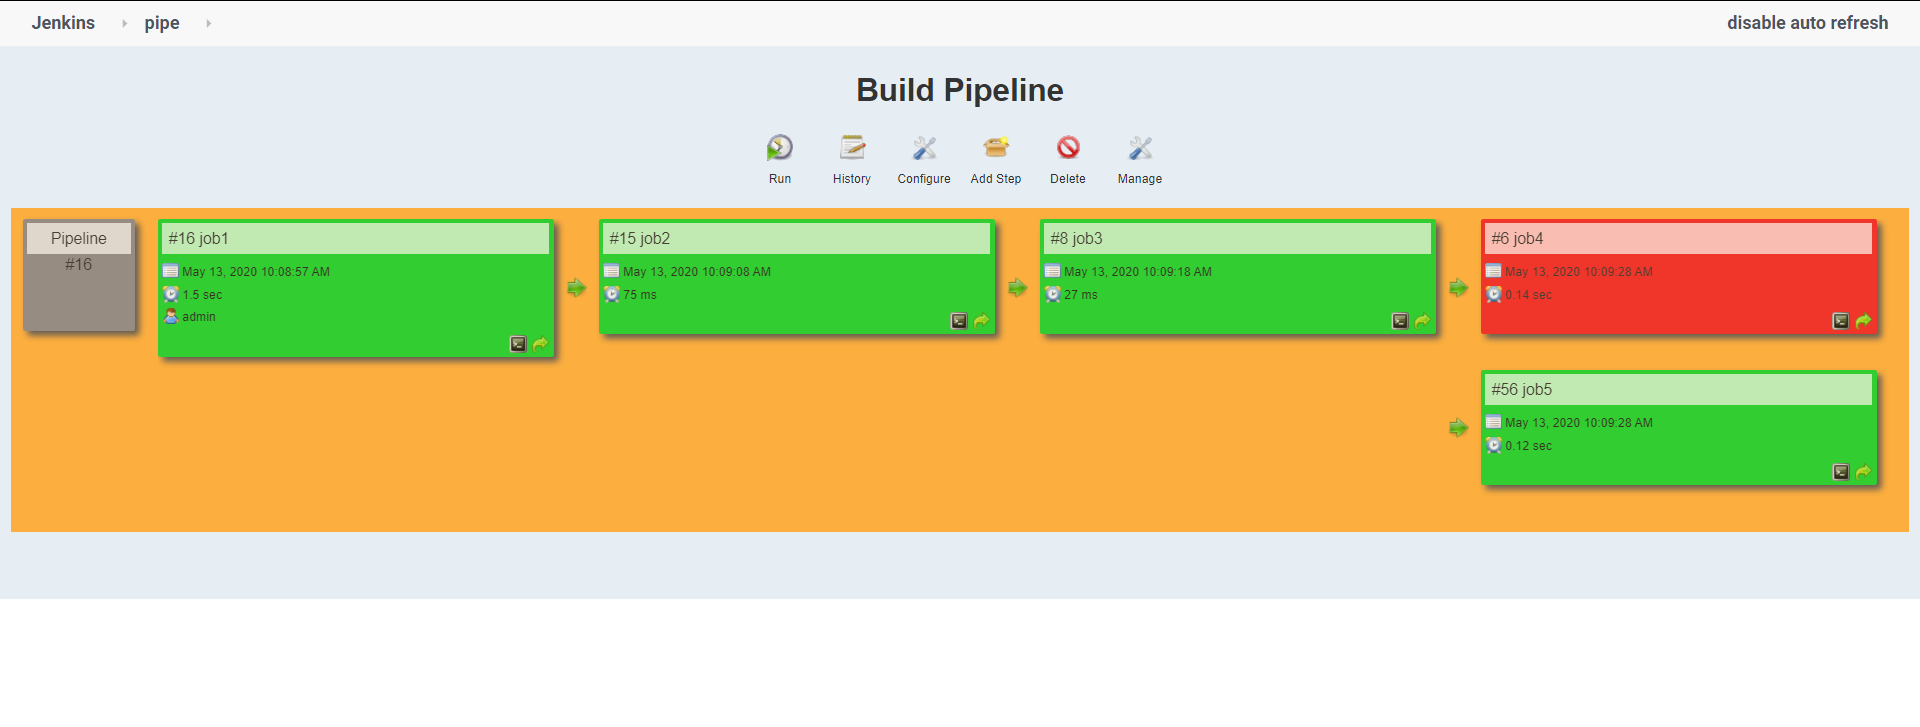 Jenkins
pipe
disable auto refresh
Build Pipeline
Run
History
Configure
Add Step
Delete
Manage
Pipeline
#16
#16 job1
May 13, 2020 10:08:57 AM
1.5 sec
admin
#15 job2
May 13, 2020 10:09:08 AM
75 ms
#8 job3
May 13, 2020 10:09:18 AM
27 ms
#6 job4
May 13, 2020 10:09:28 AM
0.14 sec
#56 job5
May 13, 2020 10:09:28 AM
0.12 sec